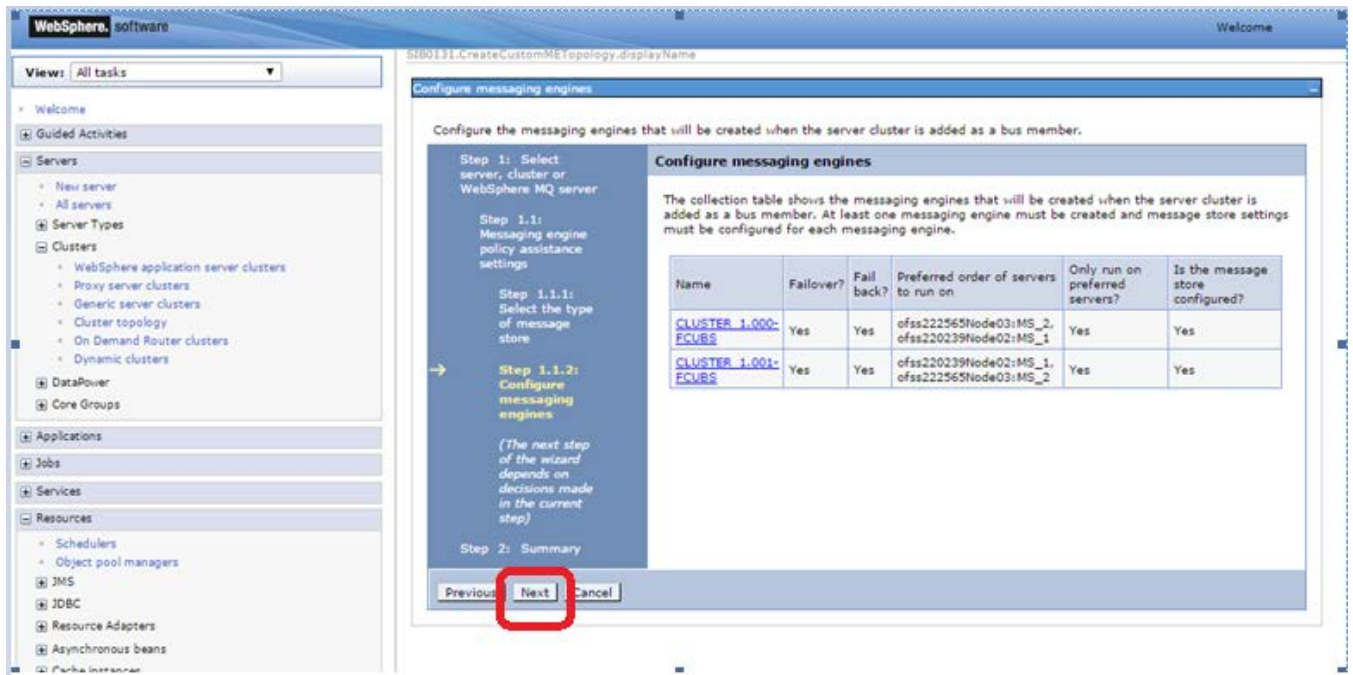 WebSphere. software
Welcome
View: All tasks
Welcome
Guided Activities
Servers
New server
All servers
Server Types
Clusters
WebSphere application server clusters
Proxy server clusters
Generic server clusters
Cluster topology
On Demand Router clusters
Dynamic clusters
DataPower
Core Groups
Applications
Jobs
Services
Resources
Schedulers
Object pool managers
JMS
JDBC
Resource Adapters
Asynchronous beans
Cache instances
SIB0131.CreateCustomMETopology.displayName
Configure messaging engines
Configure the messaging engines that will be created when the server cluster is added as a bus member.
Step 1: Select
server, cluster or
WebSphere MQ server
Step 1.1:
Messaging engine
policy assistance
settings
Step 1.1.1:
Select the type
of message
store
Step 1.1.2:
Configure
messaging
engines
(The next step
of the wizard
depends on
decisions made
in the current
step)
Step 2: Summary
Configure messaging engines
The collection table shows the messaging engines that will be created when the server cluster is
added as a bus member. At least one messaging engine must be created and message store settings
must be configured for each messaging engine.
Name
Failover?
Fail
back?
Preferred order of servers
to run on
Only run on
preferred
servers?
Is the message
store
configured?
CLUSTER_1.000-
FCUBS
Yes
Yes
ofss222565Node03:MS_2,
ofss220239Node02:MS_1
Yes
Yes
CLUSTER_1.001-
FCUBS
Yes
Yes
ofss220239Node02:MS_1,
ofss222565Node03:MS_2
Yes
Yes
Previous
Next
Cancel